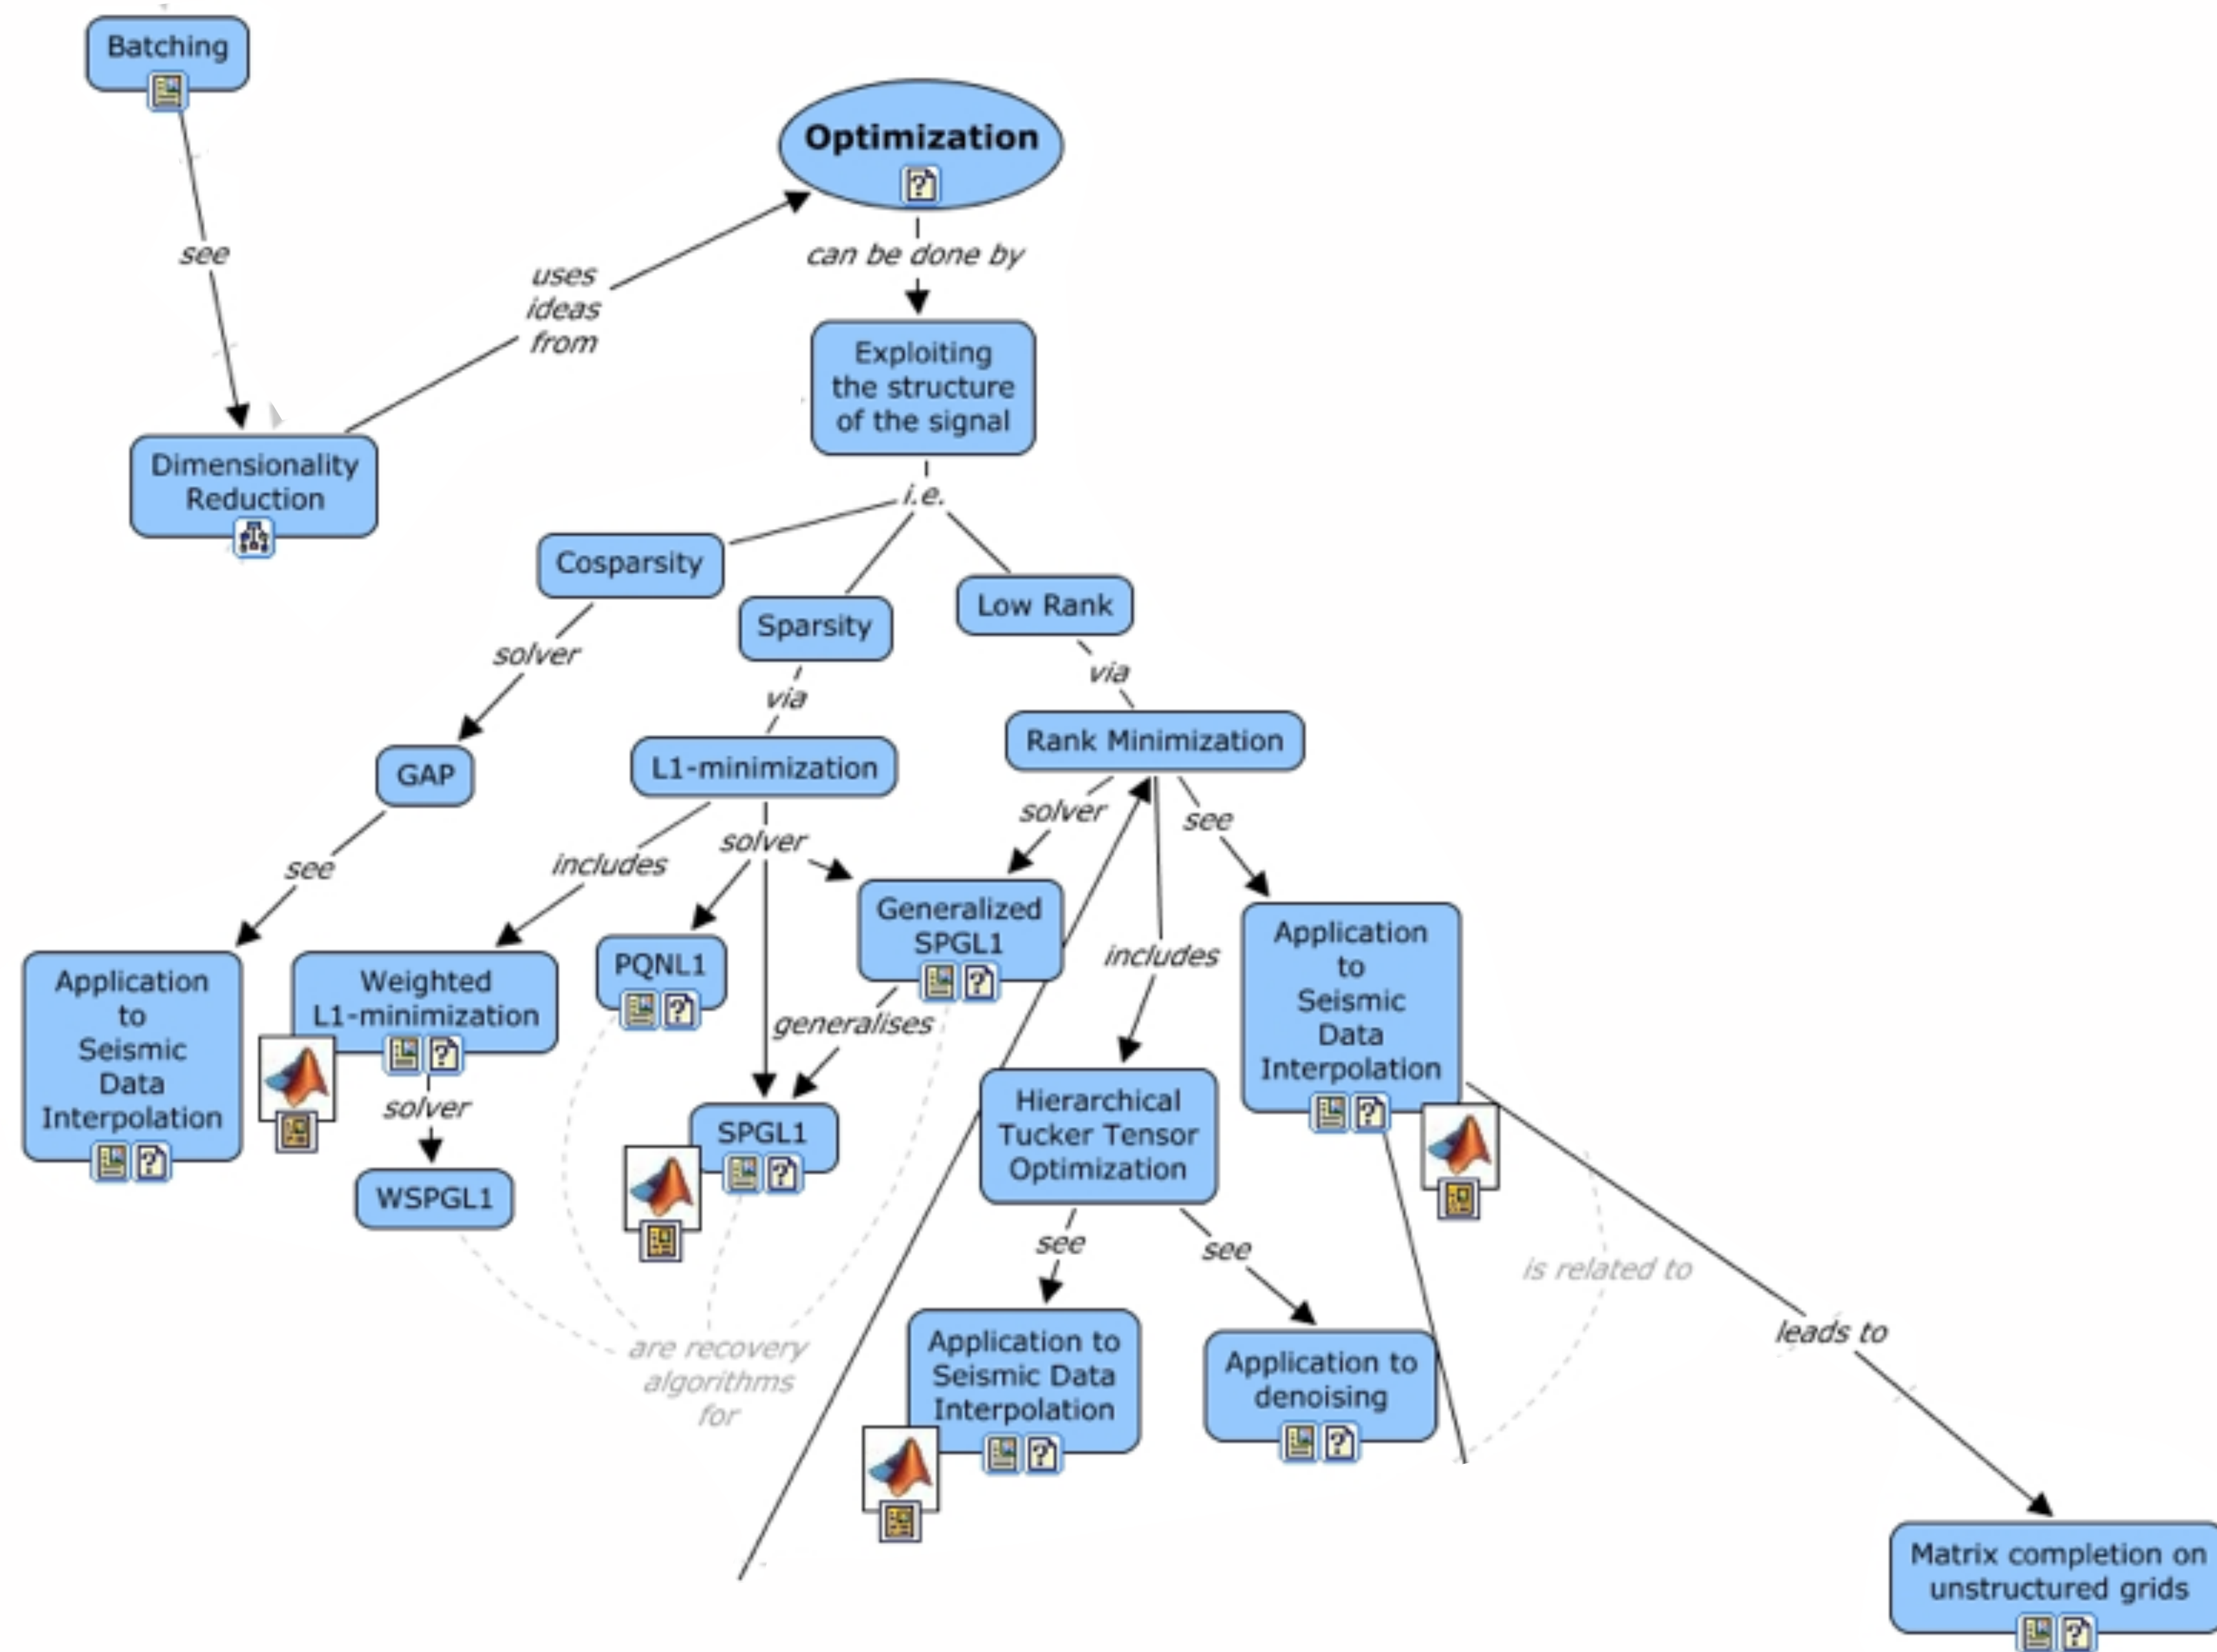 Batching
Optimization
see
can be done by
uses
ideas
from
Exploiting
the structure
of the signal
Dimensionality
Reduction
i.e.
Cosparsity
Sparsity
Low Rank
solver
via
via
GAP
L1-minimization
Rank Minimization
see
includes
solver
solver
see
includes
Application
to
Seismic
Data
Interpolation
Weighted
L1-minimization
PQNL1
Generalized
SPGL1
generalises
Application
to
Seismic
Data
Interpolation
solver
WSPGL1
SPGL1
Hierarchical
Tucker Tensor
Optimization
see
see
is related to
leads to
are recovery
algorithms
for
Application to
Seismic Data
Interpolation
Application to
denoising
Matrix completion on
unstructured grids